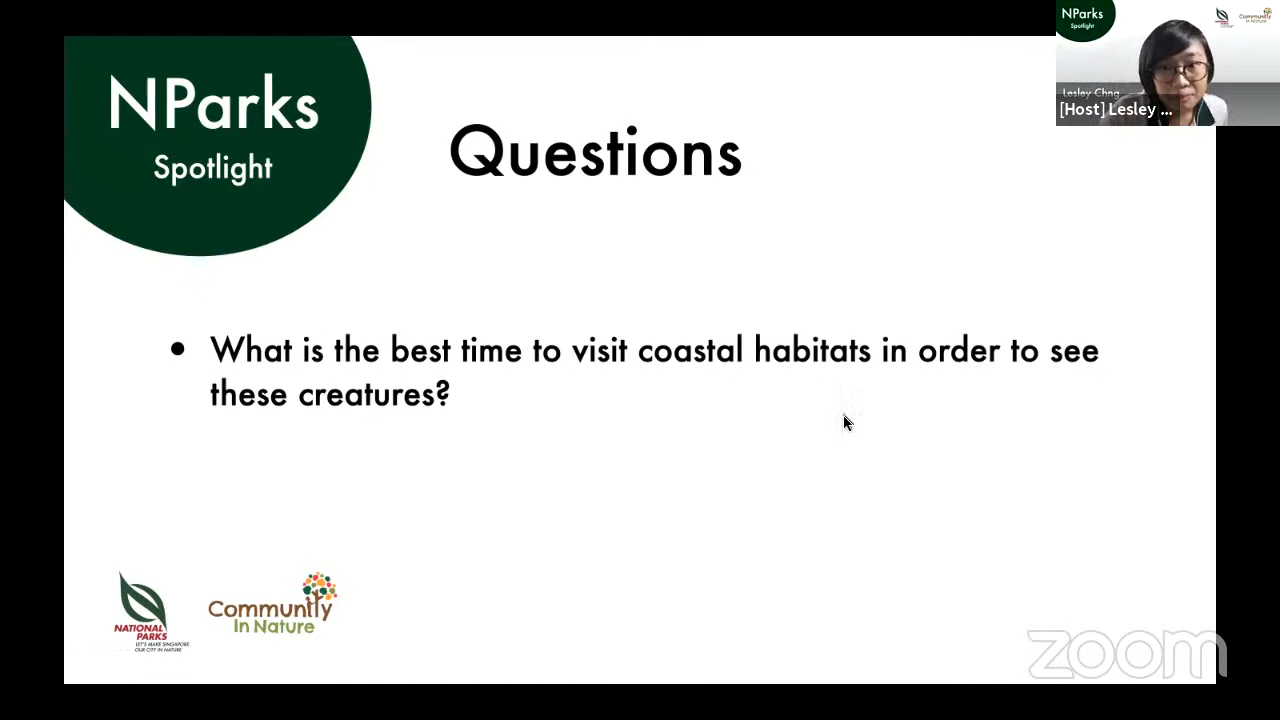 NParks
Spotlight
Questions
• What is the best time to visit coastal habitats in order to see
these creatures?
NATIONAL
PARKS
LET'S MAKE SINGAPORE
OUR CITY IN NATURE
Community
in Nature
zoom
NParks
Spotlight
Community
in Nature
Lesley Chng
[Host] Lesley ...